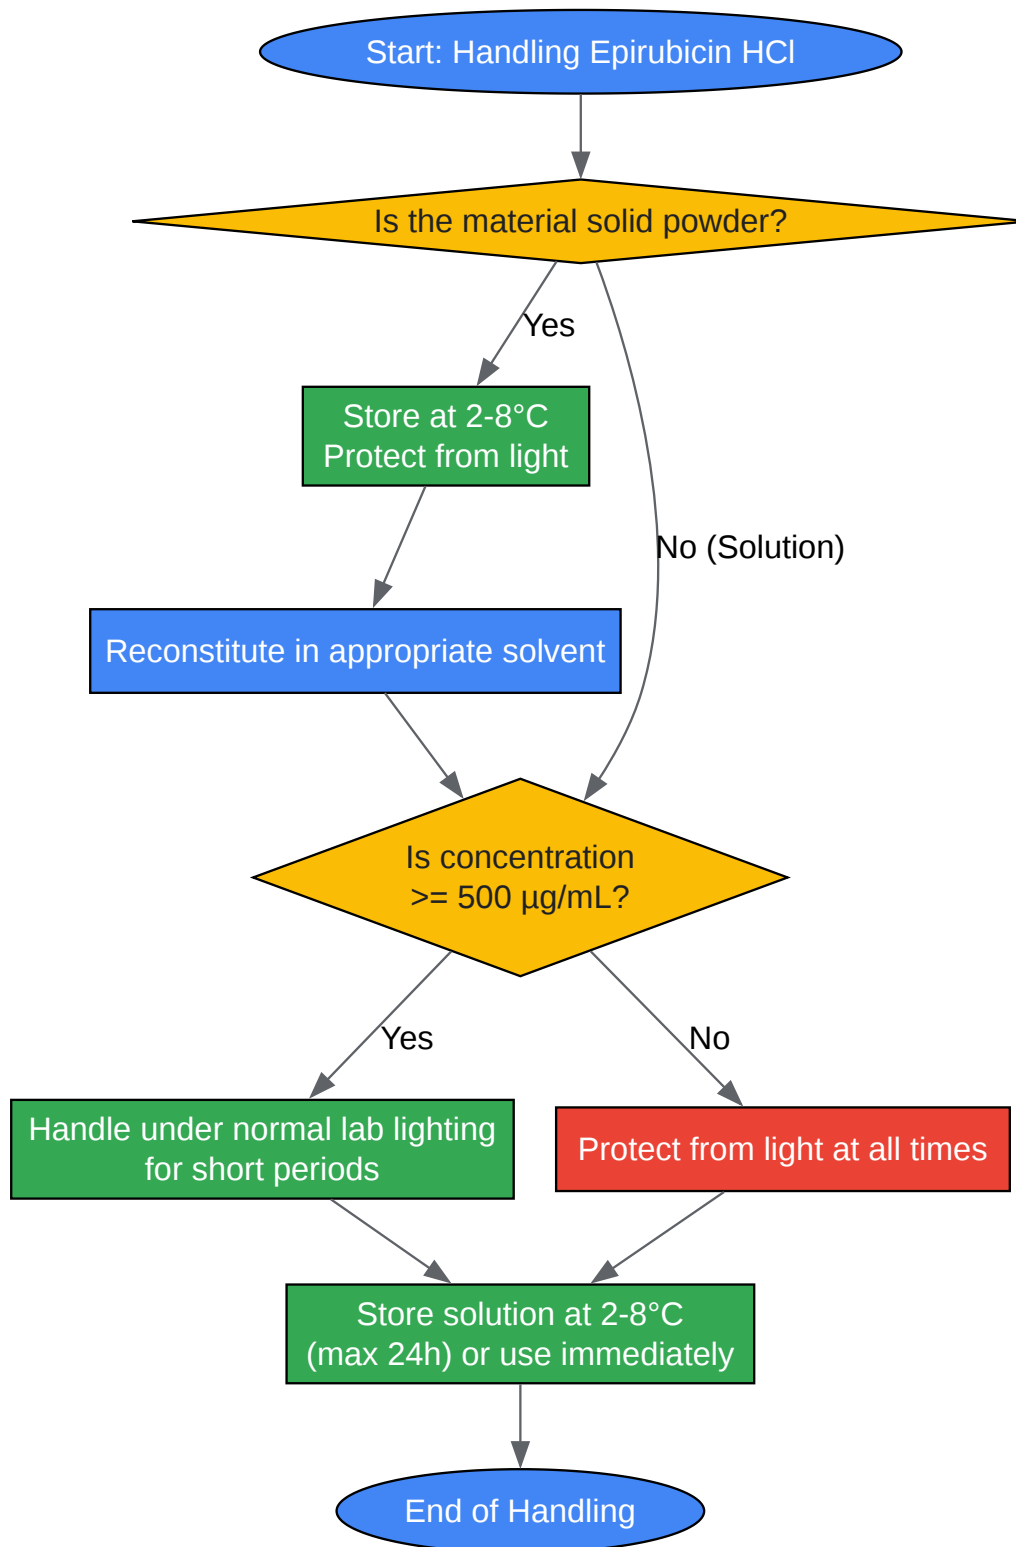 Start: Handling Epirubicin HCl
Is the material solid powder?
Yes
Store at 2-8°C
Protect from light
No (Solution)
Reconstitute in appropriate solvent
Is concentration
>= 500 µg/mL?
Yes
No
Handle under normal lab lighting
for short periods
Protect from light at all times
Store solution at 2-8°C
(max 24h) or use immediately
End of Handling